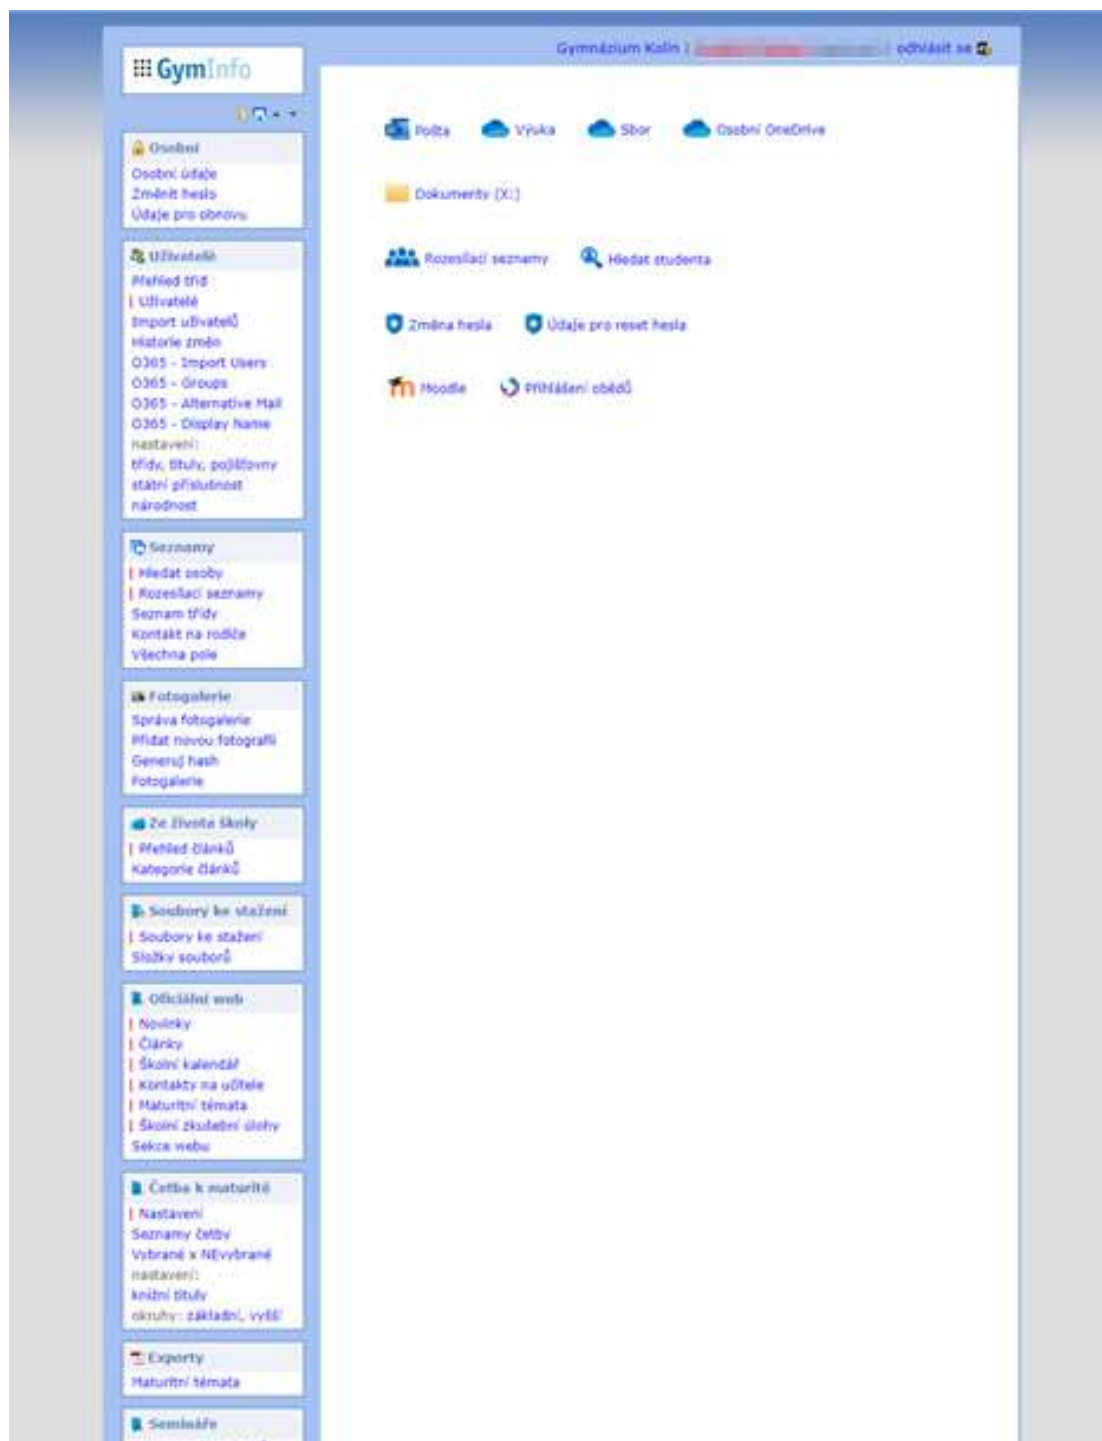 GymInfo
Gymnázium Kolín |
| odhlásit se
Osobní
Osobní údaje
Změnit heslo
Údaje pro obnovu
Uživatelé
Přehled tříd
| Uživatelé
Import uživatelů
Historie změn
O365 - Import Users
O365 - Groups
O365 - Alternative Mail
O365 - Display Name
nastavení:
třídy, tituly, pojišťovny
státní příslušnost
národnost
Seznamy
| Hledat osoby
| Rozesílací seznamy
Seznam třídy
Kontakt na rodiče
Všechna pole
Fotogalerie
Správa fotogalerie
Přidat novou fotografii
Generuj hash
Fotogalerie
Ze života školy
| Přehled článků
Kategorie článků
Soubory ke stažení
| Soubory ke stažení
Složky souborů
Oficiální web
| Novinky
| Články
| Školní kalendář
| Kontakty na učitele
| Maturitní témata
| Školní zkušební úlohy
Sekce webu
Četba k maturitě
| Nastavení
Seznamy četby
Vybrané x NEvybrané
nastavení:
knižní tituly
okruhy: základní, vyšší
Exporty
Maturitní témata
Semináře
Pošta
Výuka
Sbor
Osobní OneDrive
Dokumenty (X:)
Rozesílací seznamy
Hledat studenta
Změna hesla
Údaje pro reset hesla
Moodle
Přihlášení obědů